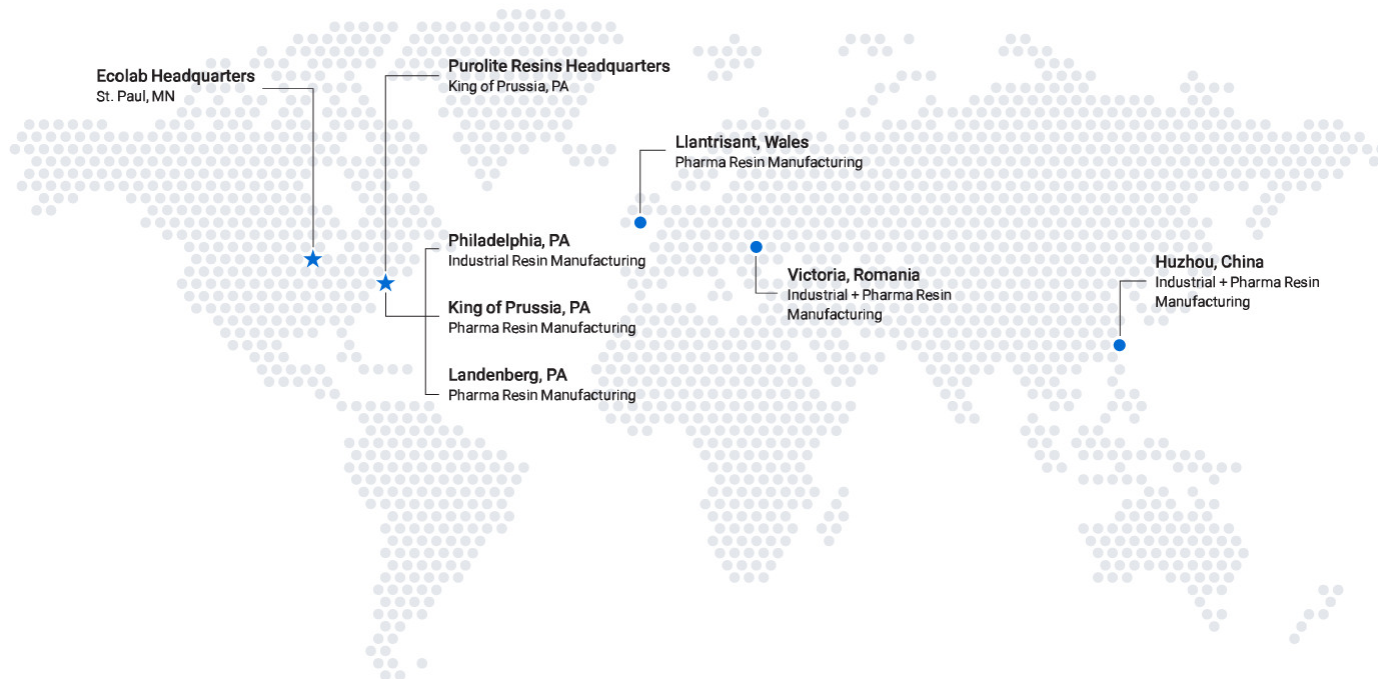 Ecolab Headquarters
St. Paul, MN
Purolite Resins Headquarters
King of Prussia, PA
Llantrisant, Wales
Pharma Resin Manufacturing
Philadelphia, PA
Industrial Resin Manufacturing
King of Prussia, PA
Pharma Resin Manufacturing
Landenberg, PA
Pharma Resin Manufacturing
Victoria, Romania
Industrial + Pharma Resin
Manufacturing
Huzhou, China
Industrial + Pharma Resin
Manufacturing